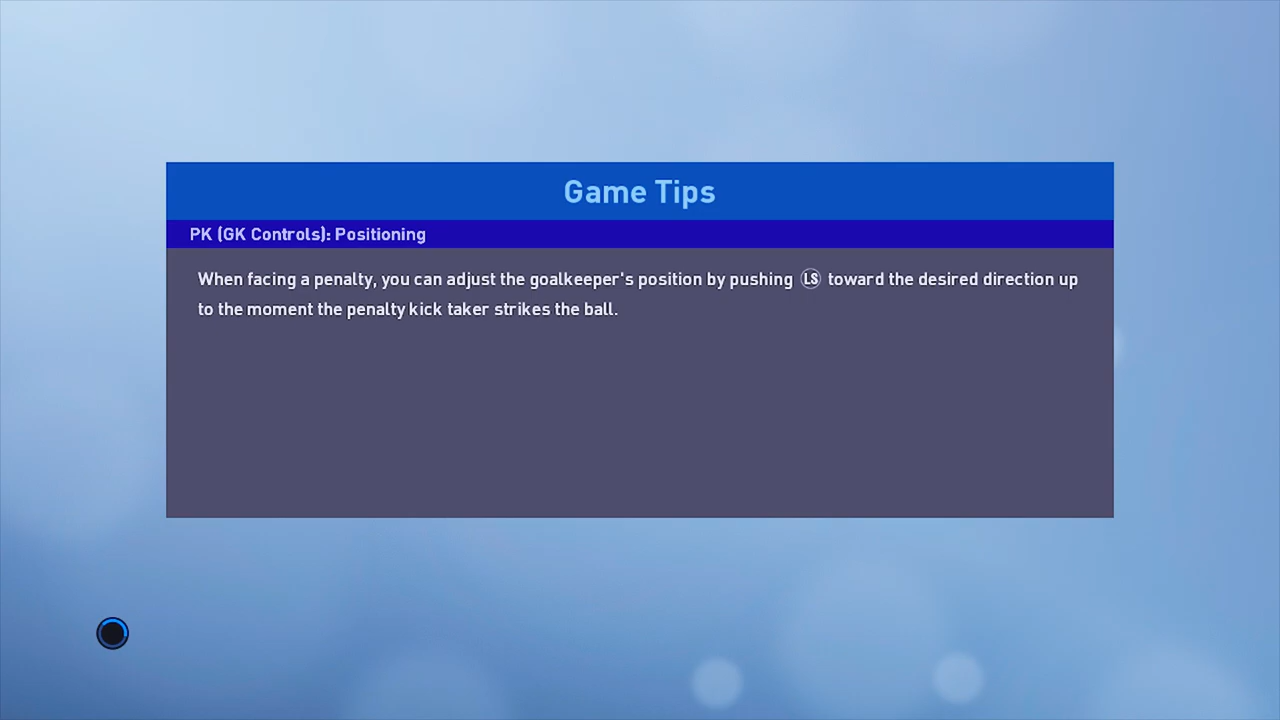 Game Tips
PK (GK Controls): Positioning
When facing a penalty, you can adjust the goalkeeper's position by pushing LS toward the desired direction up
to the moment the penalty kick taker strikes the ball.